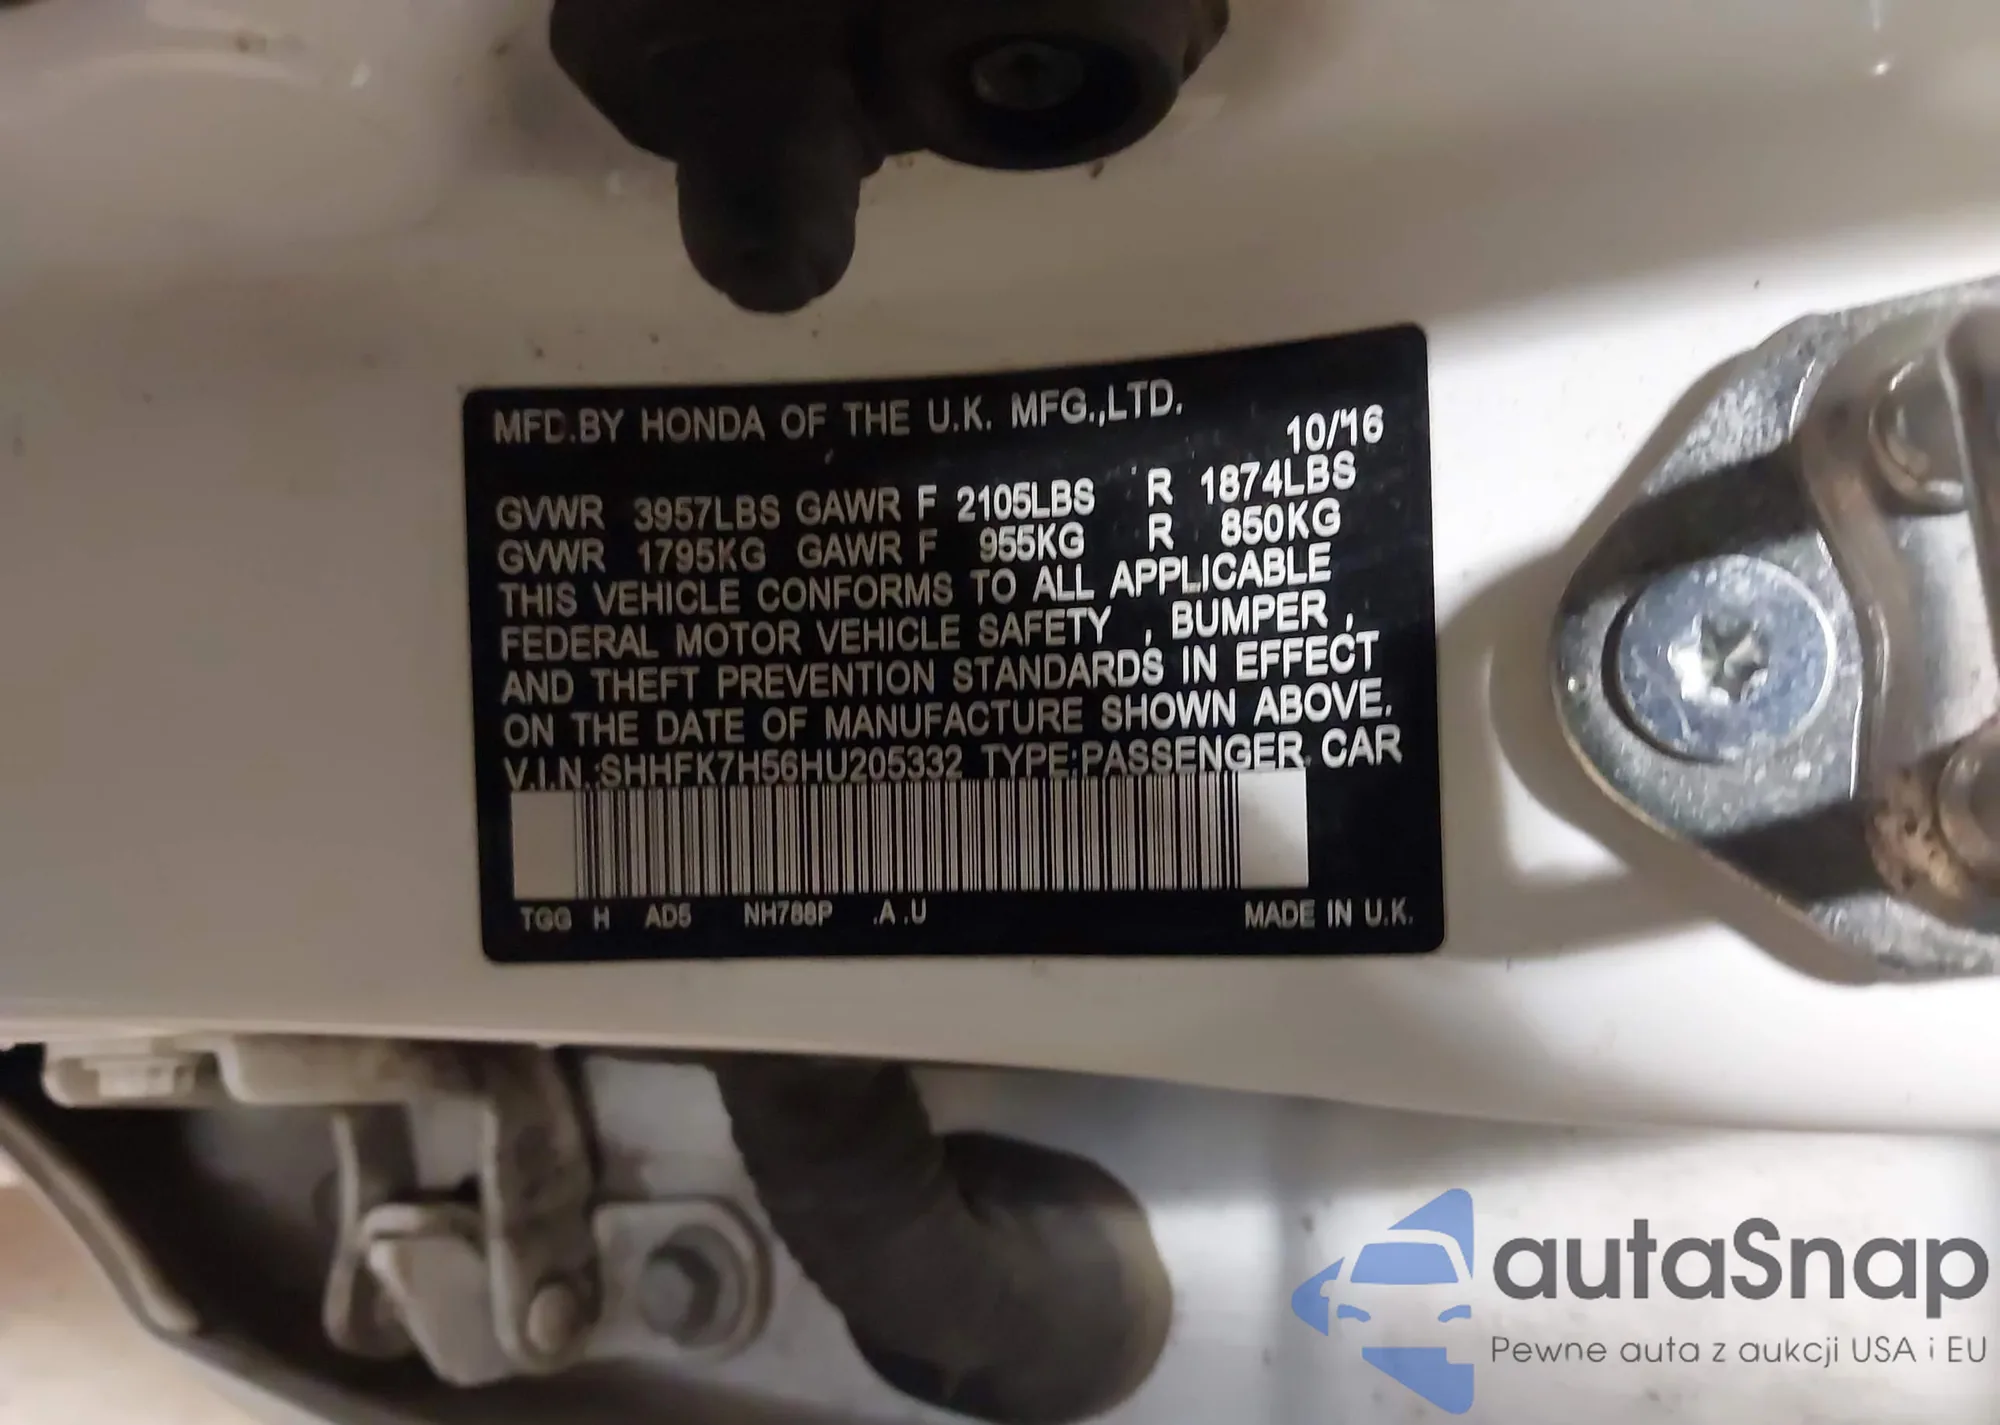 MFD.BY HONDA OF THE U.K. MFG.,LTD.
10/16
GVWR 3957LBS GAWR F 2105LBS R 1874LBS
GVWR 1795KG GAWR F 955KG R 850KG
THIS VEHICLE CONFORMS TO ALL APPLICABLE
FEDERAL MOTOR VEHICLE SAFETY , BUMPER ,
AND THEFT PREVENTION STANDARDS IN EFFECT
ON THE DATE OF MANUFACTURE SHOWN ABOVE.
V.I.N.:SHHFK7H56HU205332 TYPE:PASSENGER CAR
TGG H AD5 NH788P .A .U MADE IN U.K.
autaSnap
Pewne auta z aukcji USA i EU